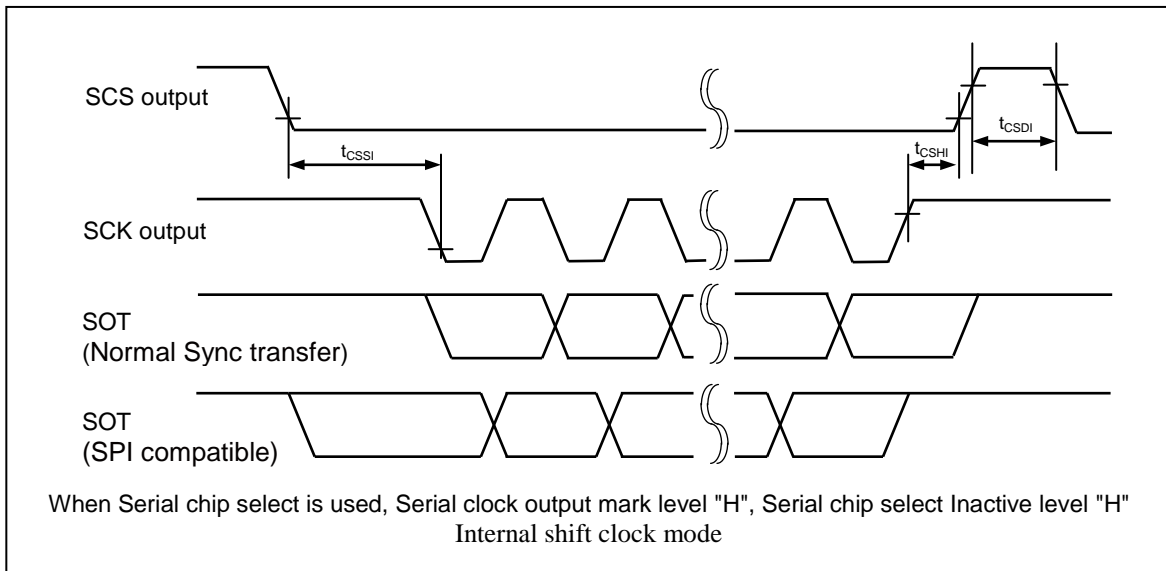 SCS output
tCSSI
tCSHI
tCSDI
SCK output
SOT
(Normal Sync transfer)
SOT
(SPI compatible)
When Serial chip select is used, Serial clock output mark level "H", Serial chip select Inactive level "H"
Internal shift clock mode